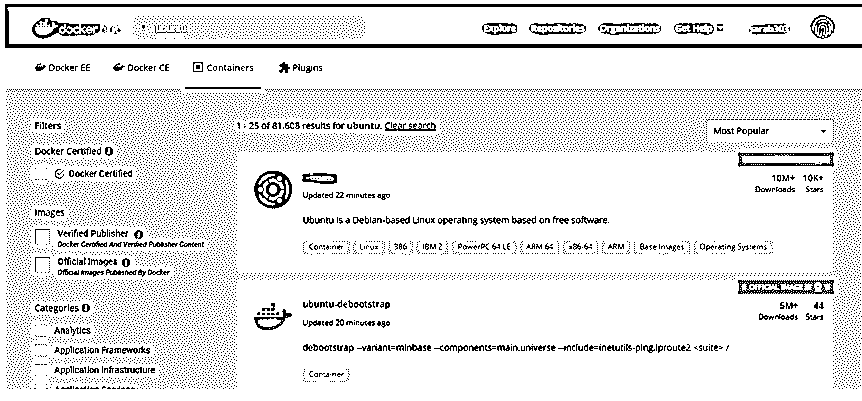 docker
ubuntu
Explore Repositories Organizations Get Help
Docker EE Docker CE Containers Plugins
Filters
1 - 25 of 81,608 results for ubuntu. Clear search
Most Popular
Docker Certified
Docker Certified
Images
Verified Publisher
Docker Certified And Verified Publisher Content
Official Images
Official Images Published By Docker
Categories
Analytics
Application Frameworks
Application Infrastructure
Updated 22 minutes ago
10M+ 10K+
Downloads Stars
Ubuntu is a Debian-based Linux operating system based on free software.
Container Linux 386 IBM Z PowerPC 64 LE ARM 64 x86-64 ARM Base Images Operating Systems
ubuntu-debootstrap
Updated 20 minutes ago
5M+ 44
Downloads Stars
debootstrap --variant=minbase --components=main,universe --include=inetutils-ping,iproute2 <suite> /
Container